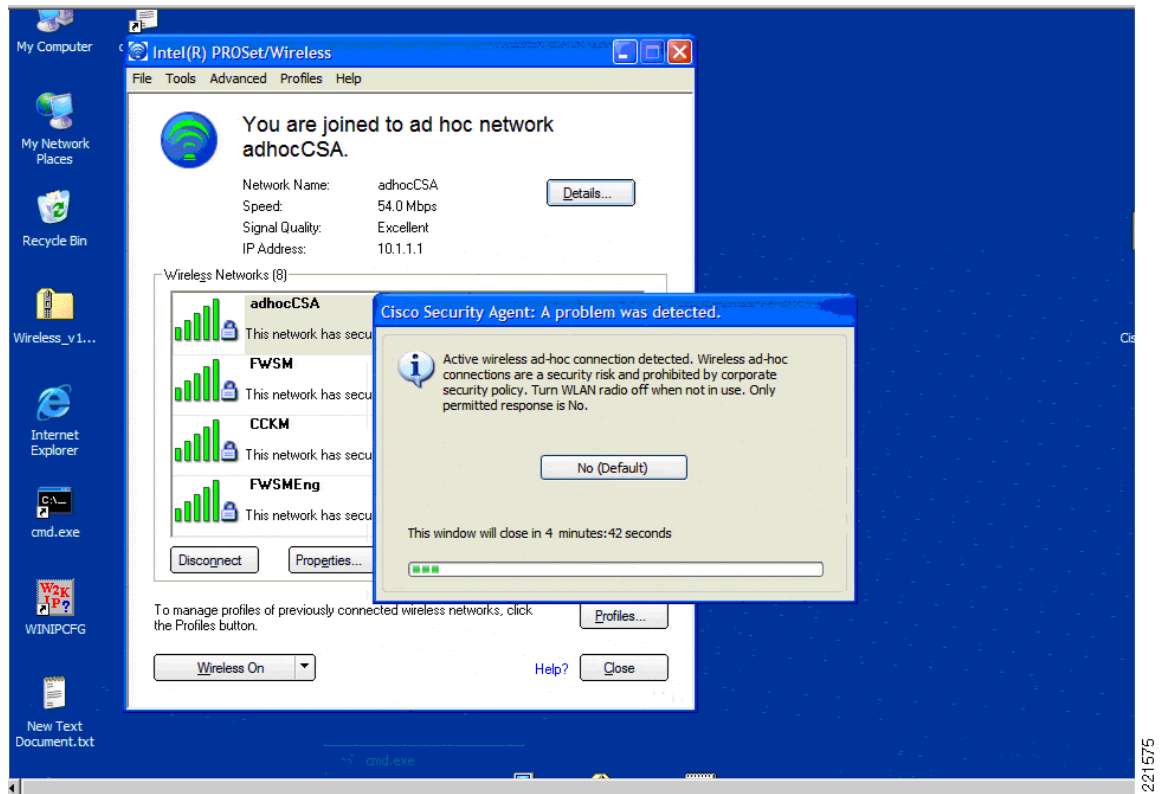 My Computer
Intel(R) PROSet/Wireless
File Tools Advanced Profiles Help
You are joined to ad hoc network
adhocCSA.
My Network
Places
Network Name: adhocCSA
Details...
Speed: 54.0 Mbps
Signal Quality: Excellent
IP Address: 10.1.1.1
Recycle Bin
Wireless Networks (8)
adhocCSA
This network has secu
FWSM
This network has secu
CCKM
This network has secu
FWSMEng
This network has secu
Cisco Security Agent: A problem was detected.
Active wireless ad-hoc connection detected. Wireless ad-hoc
connections are a security risk and prohibited by corporate
security policy. Turn WLAN radio off when not in use. Only
permitted response is No.
No (Default)
This window will close in 4 minutes:42 seconds
Wireless_v1...
Cis
Internet
Explorer
C:\_
cmd.exe
Disconnect
Properties...
W2K
IP?
WINIPCFG
To manage profiles of previously connected wireless networks, click
the Profiles button.
Profiles...
Wireless On
Help?
Close
New Text
Document.txt
cmd.exe
221575